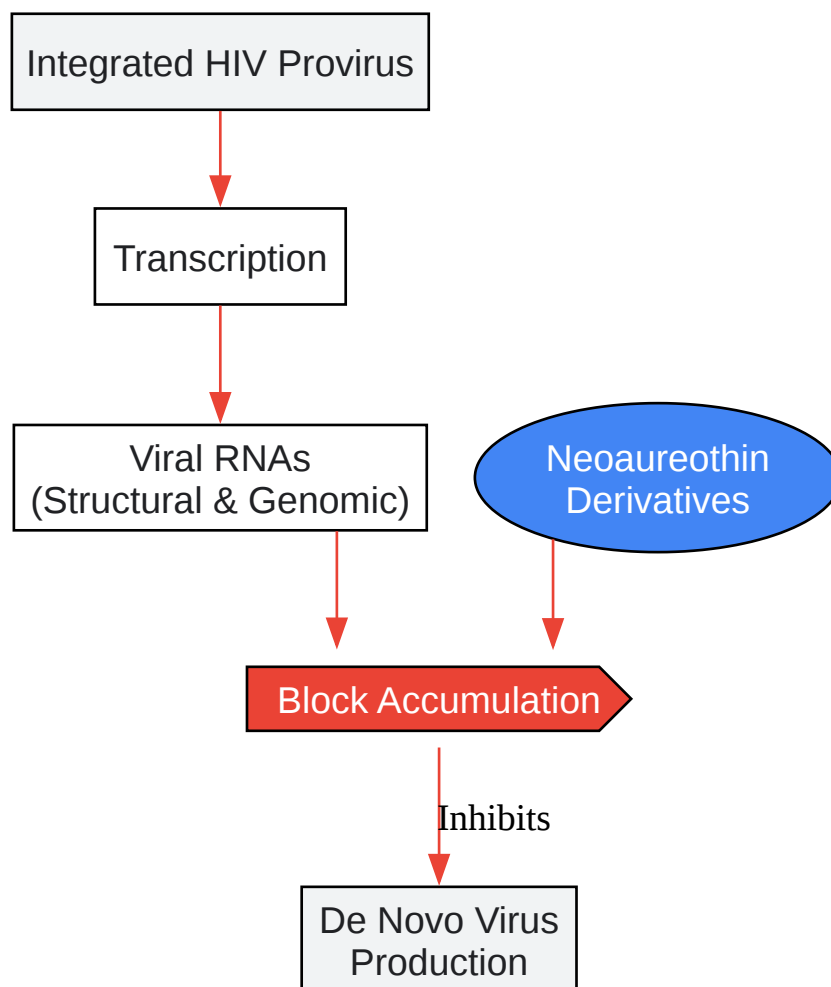 Integrated HIV Provirus
Transcription
Viral RNAs
(Structural & Genomic)
Neoaureothin
Derivatives
Block Accumulation
Inhibits
De Novo Virus
Production